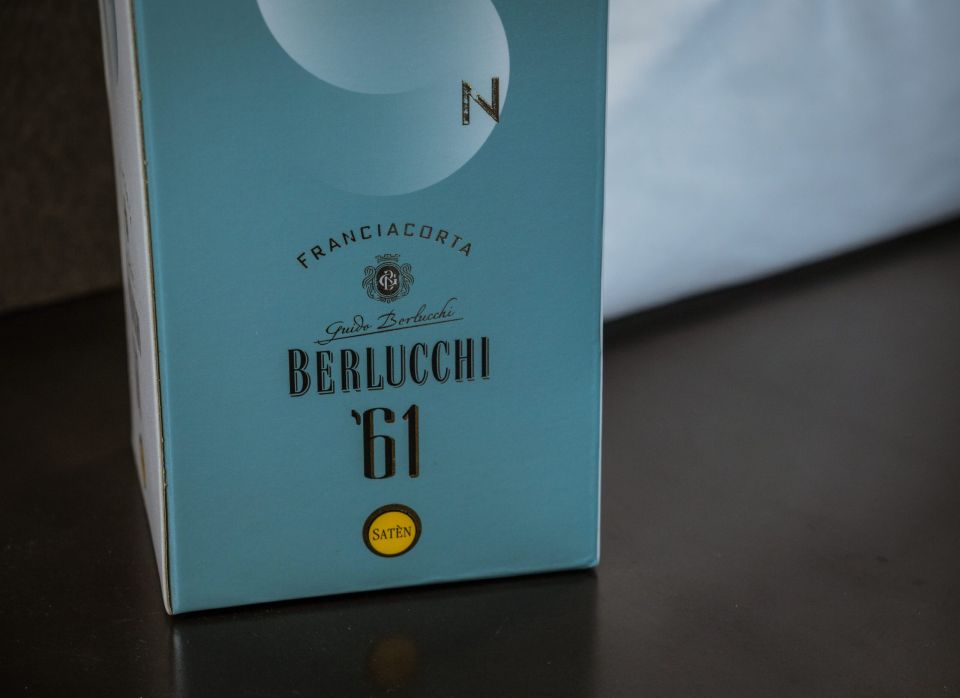 N
FRANCIACORTA
Guido Berlucchi
BERLUCCHI
'61
SATÈN